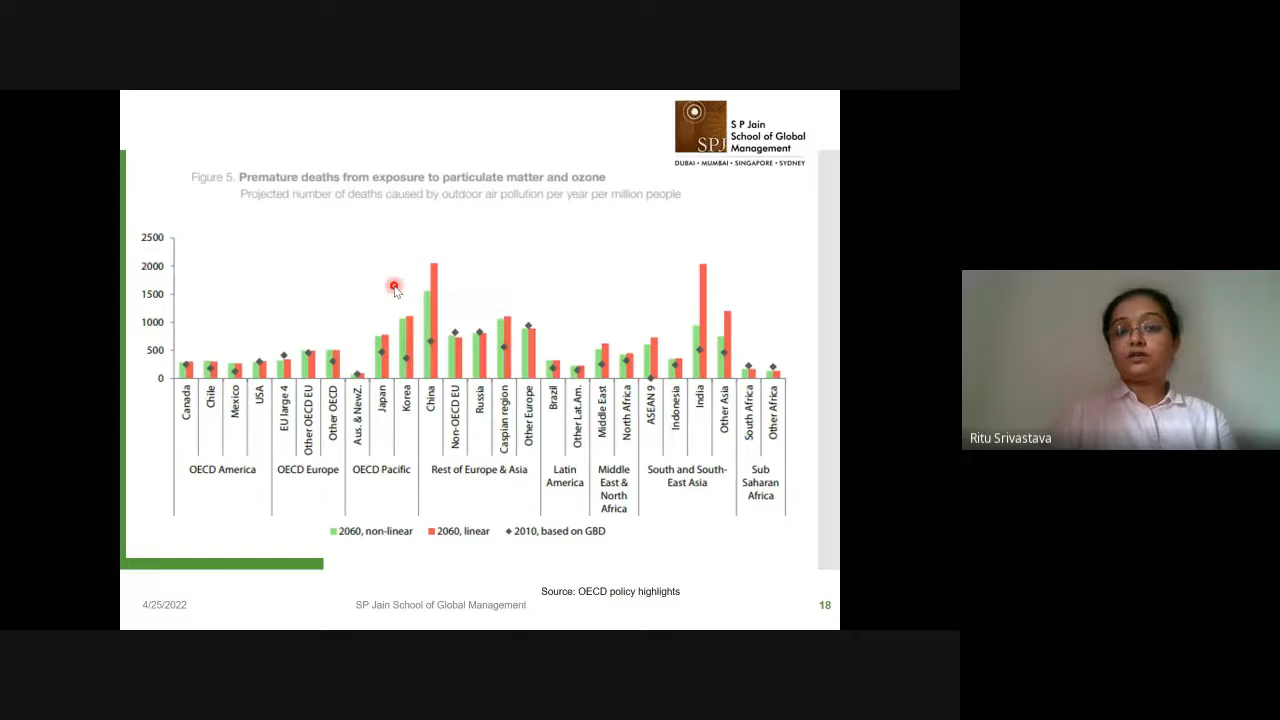 SPJ
S P Jain
School of Global
Management
DUBAI • MUMBAI • SINGAPORE • SYDNEY
Figure 5. Premature deaths from exposure to particulate matter and ozone
Projected number of deaths caused by outdoor air pollution per year per million people
2500
2000
1500
1000
500
0
Canada
Chile
Mexico
USA
EU large 4
Other OECD EU
Other OECD
Aus. & NewZ.
Japan
Korea
China
Non-OECD EU
Russia
Caspian region
Other Europe
Brazil
Other Lat.Am.
Middle East
North Africa
ASEAN 9
Indonesia
India
Other Asia
South Africa
Other Africa
OECD America
OECD Europe
OECD Pacific
Rest of Europe & Asia
Latin
America
Middle
East &
North
Africa
South and South-
East Asia
Sub
Saharan
Africa
2060, non-linear
2060, linear
2010, based on GBD
Source: OECD policy highlights
4/25/2022
SP Jain School of Global Management
18
Ritu Srivastava